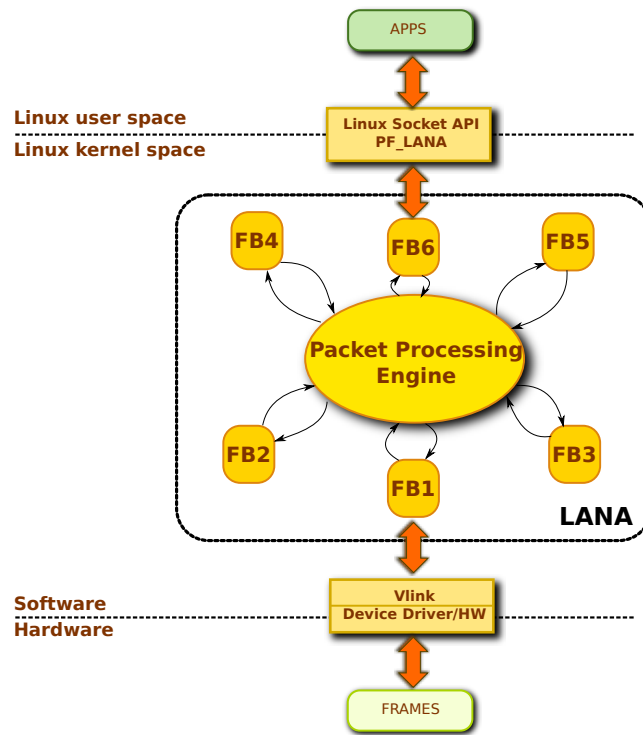 APPS
Linux user space
Linux kernel space
Linux Socket API
PF_LANA
FB4
FB6
FB5
Packet Processing
Engine
FB2
FB1
FB3
LANA
Software
Hardware
Vlink
Device Driver/HW
FRAMES